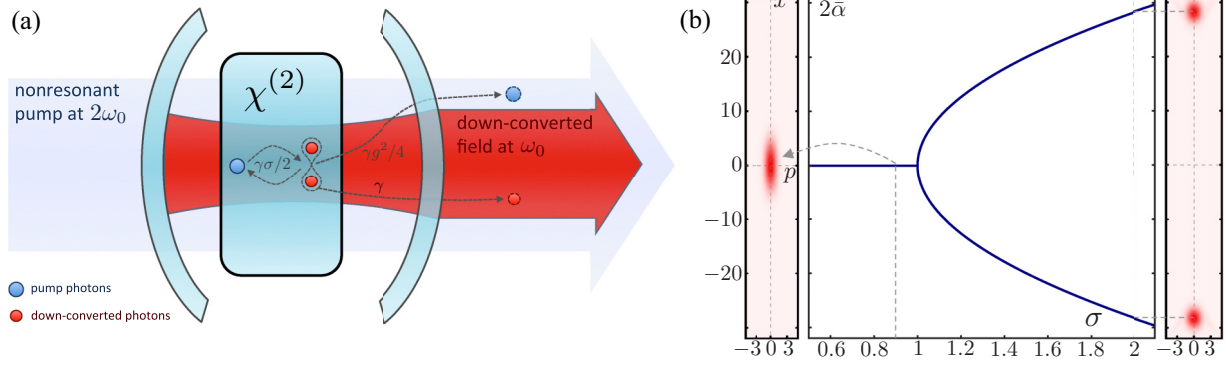 (a)
nonresonant
pump at 2ω₀
χ⁽²⁾
γσ/2
γg²/4
γ
down-converted
field at ω₀
pump photons
down-converted photons
(b)
x
p
−3 0 3
2ᾱ
20
10
0
−10
−20
σ
0.6 0.8 1 1.2 1.4 1.6 1.8 2
−3 0 3